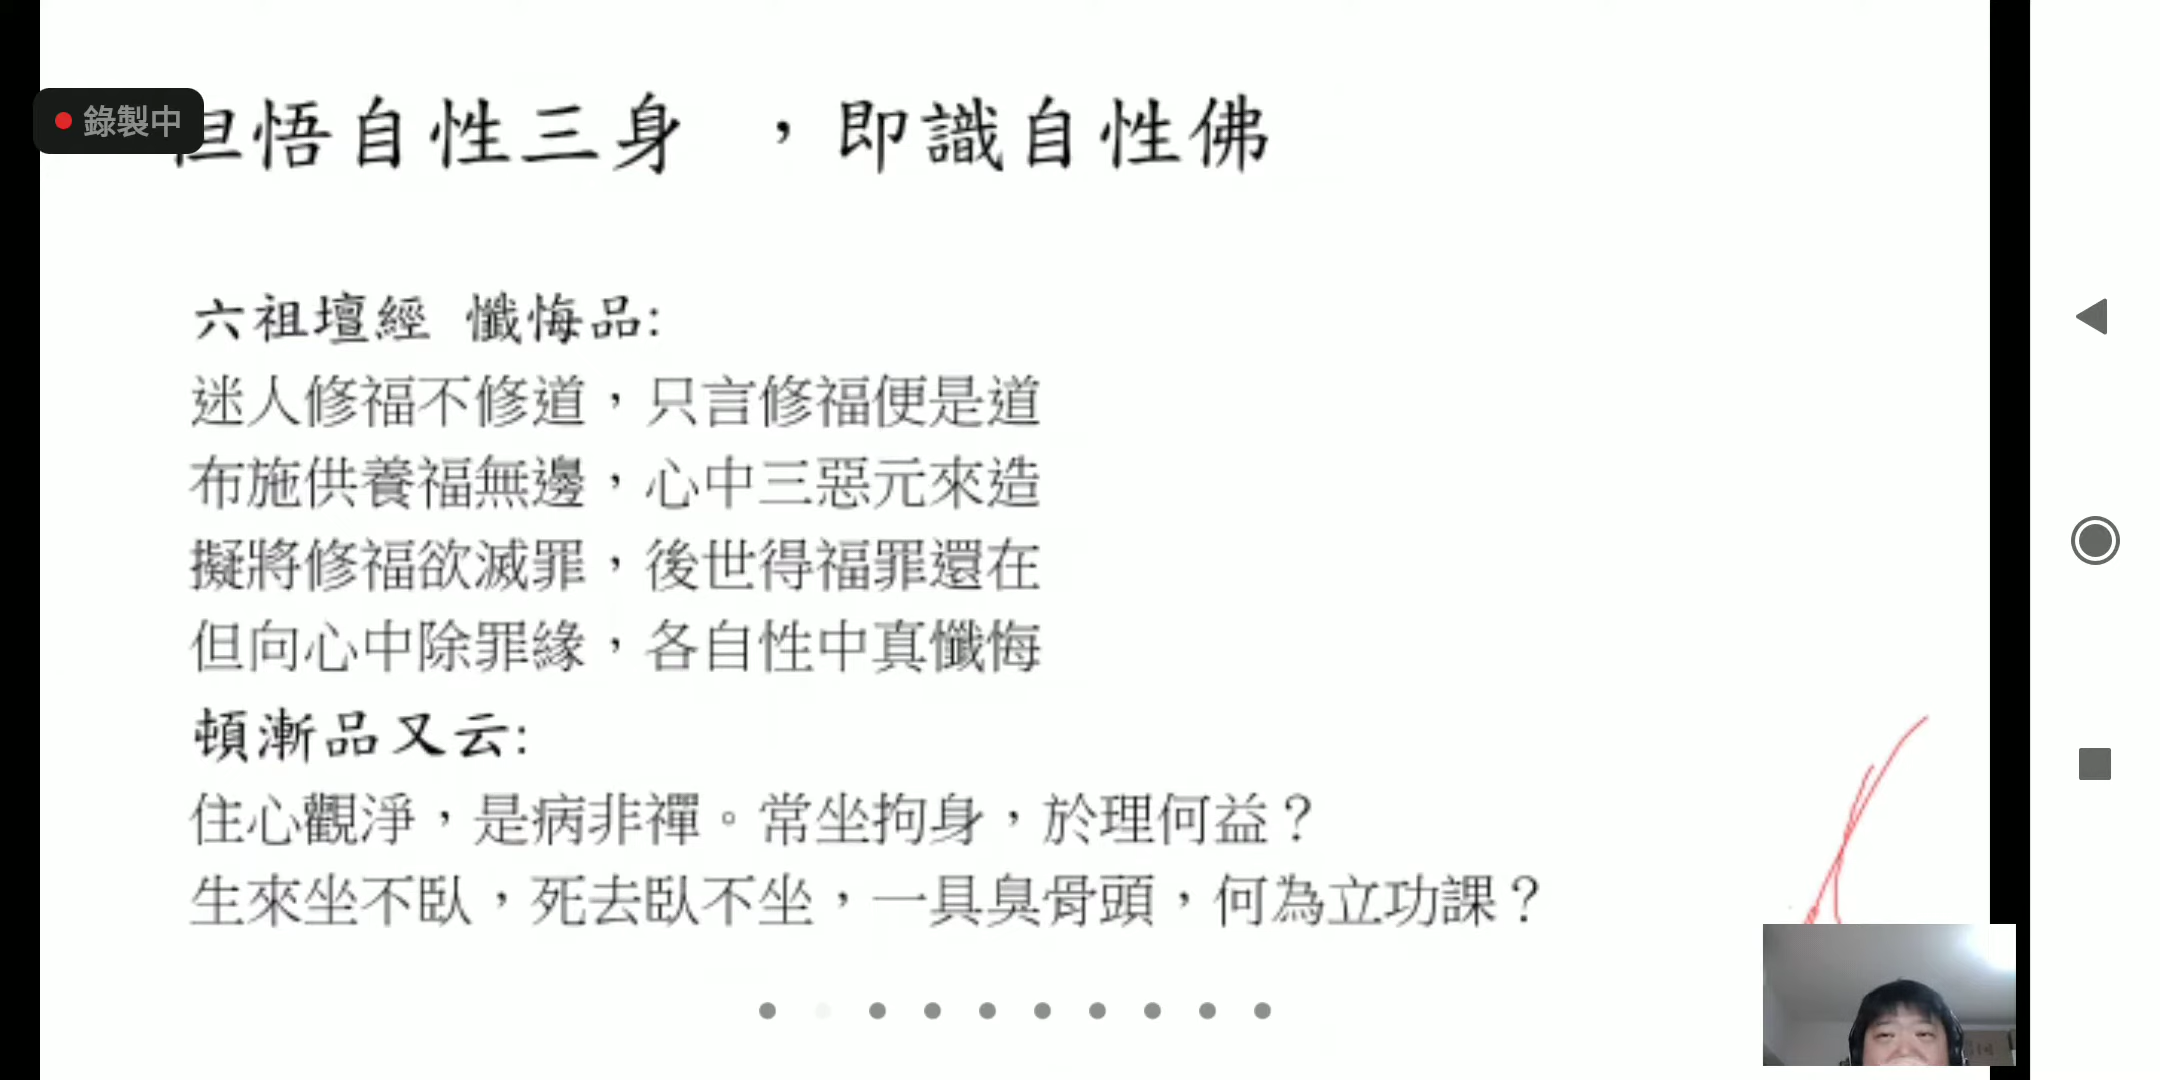 錄製中
但悟自性三身 ，即識自性佛
六祖壇經 懺悔品:
迷人修福不修道，只言修福便是道
布施供養福無邊，心中三惡元來造
擬將修福欲滅罪，後世得福罪還在
但向心中除罪緣，各自性中真懺悔
頓漸品又云:
住心觀淨，是病非禪。常坐拘身，於理何益？
生來坐不臥，死去臥不坐，一具臭骨頭，何為立功課？